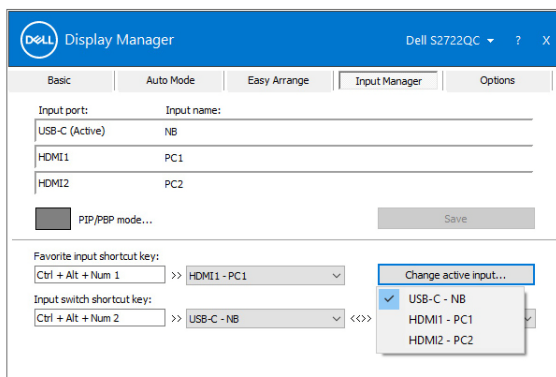 DELL Display Manager Dell S2722QC ? X
Basic Auto Mode Easy Arrange Input Manager Options
Input port: Input name:
USB-C (Active) NB
HDMI1 PC1
HDMI2 PC2
PIP/PBP mode... Save
Favorite input shortcut key:
Ctrl + Alt + Num 1 >> HDMI1 - PC1 Change active input...
Input switch shortcut key:
Ctrl + Alt + Num 2 >> USB-C - NB <<>>
USB-C - NB
HDMI1 - PC1
HDMI2 - PC2